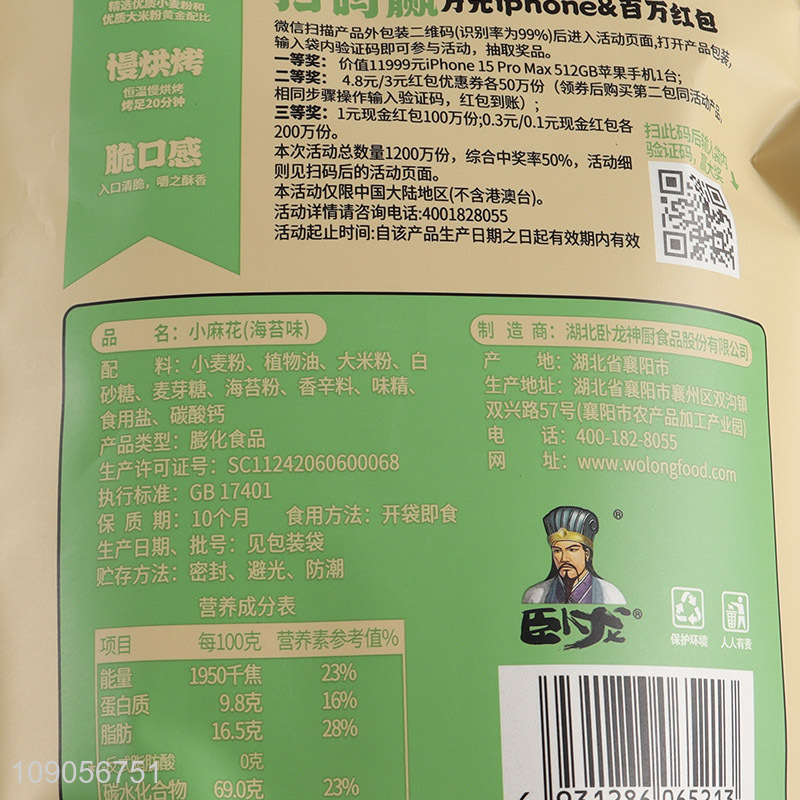 精选优质小麦粉和
优质大米粉黄金配比
慢烘烤
恒温慢烘烤
烤足20分钟
脆口感
入口清脆，嚼之酥香
扫码赢万元iphone&百万红包
微信扫描产品外包装二维码(识别率为99%)后进入活动页面,打开产品包装,
输入袋内验证码即可参与活动，抽取奖品。
一等奖： 价值11999元iPhone 15 Pro Max 512GB苹果手机1台;
二等奖： 4.8元/3元红包优惠券各50万份（领券后购买第二包同活动产品,
相同步骤操作输入验证码，红包到账）;
三等奖：1元现金红包100万份;0.3元/0.1元现金红包各
200万份。
本次活动总数量1200万份，综合中奖率50%，活动细
则见扫码后的活动页面。
本活动仅限中国大陆地区(不含港澳台)。
活动详情请咨询电话:4001828055
活动起止时间:自该产品生产日期之日起有效期内有效
扫此码后输入袋内
验证码，赢大奖
品 名：小麻花(海苔味)
配 料：小麦粉、植物油、大米粉、白
砂糖、麦芽糖、海苔粉、香辛料、味精、
食用盐、碳酸钙
产品类型：膨化食品
生产许可证号：SC11242060600068
执行标准：GB 17401
保 质 期：10个月 食用方法：开袋即食
生产日期、批号：见包装袋
贮存方法：密封、避光、防潮
制 造 商：湖北卧龙神厨食品股份有限公司
产 地：湖北省襄阳市
生产地址：湖北省襄阳市襄州区双沟镇
双兴路57号(襄阳市农产品加工产业园)
电 话：400-182-8055
网 址：www.wolongfood.com
®
卧龙®
保护环境
人人有责
营养成分表
项目 每100克 营养素参考值%
能量 1950千焦 23%
蛋白质 9.8克 16%
脂肪 16.5克 28%
反式脂肪酸 0克
碳水化合物 69.0克 23%
6 931286 065213
109056751